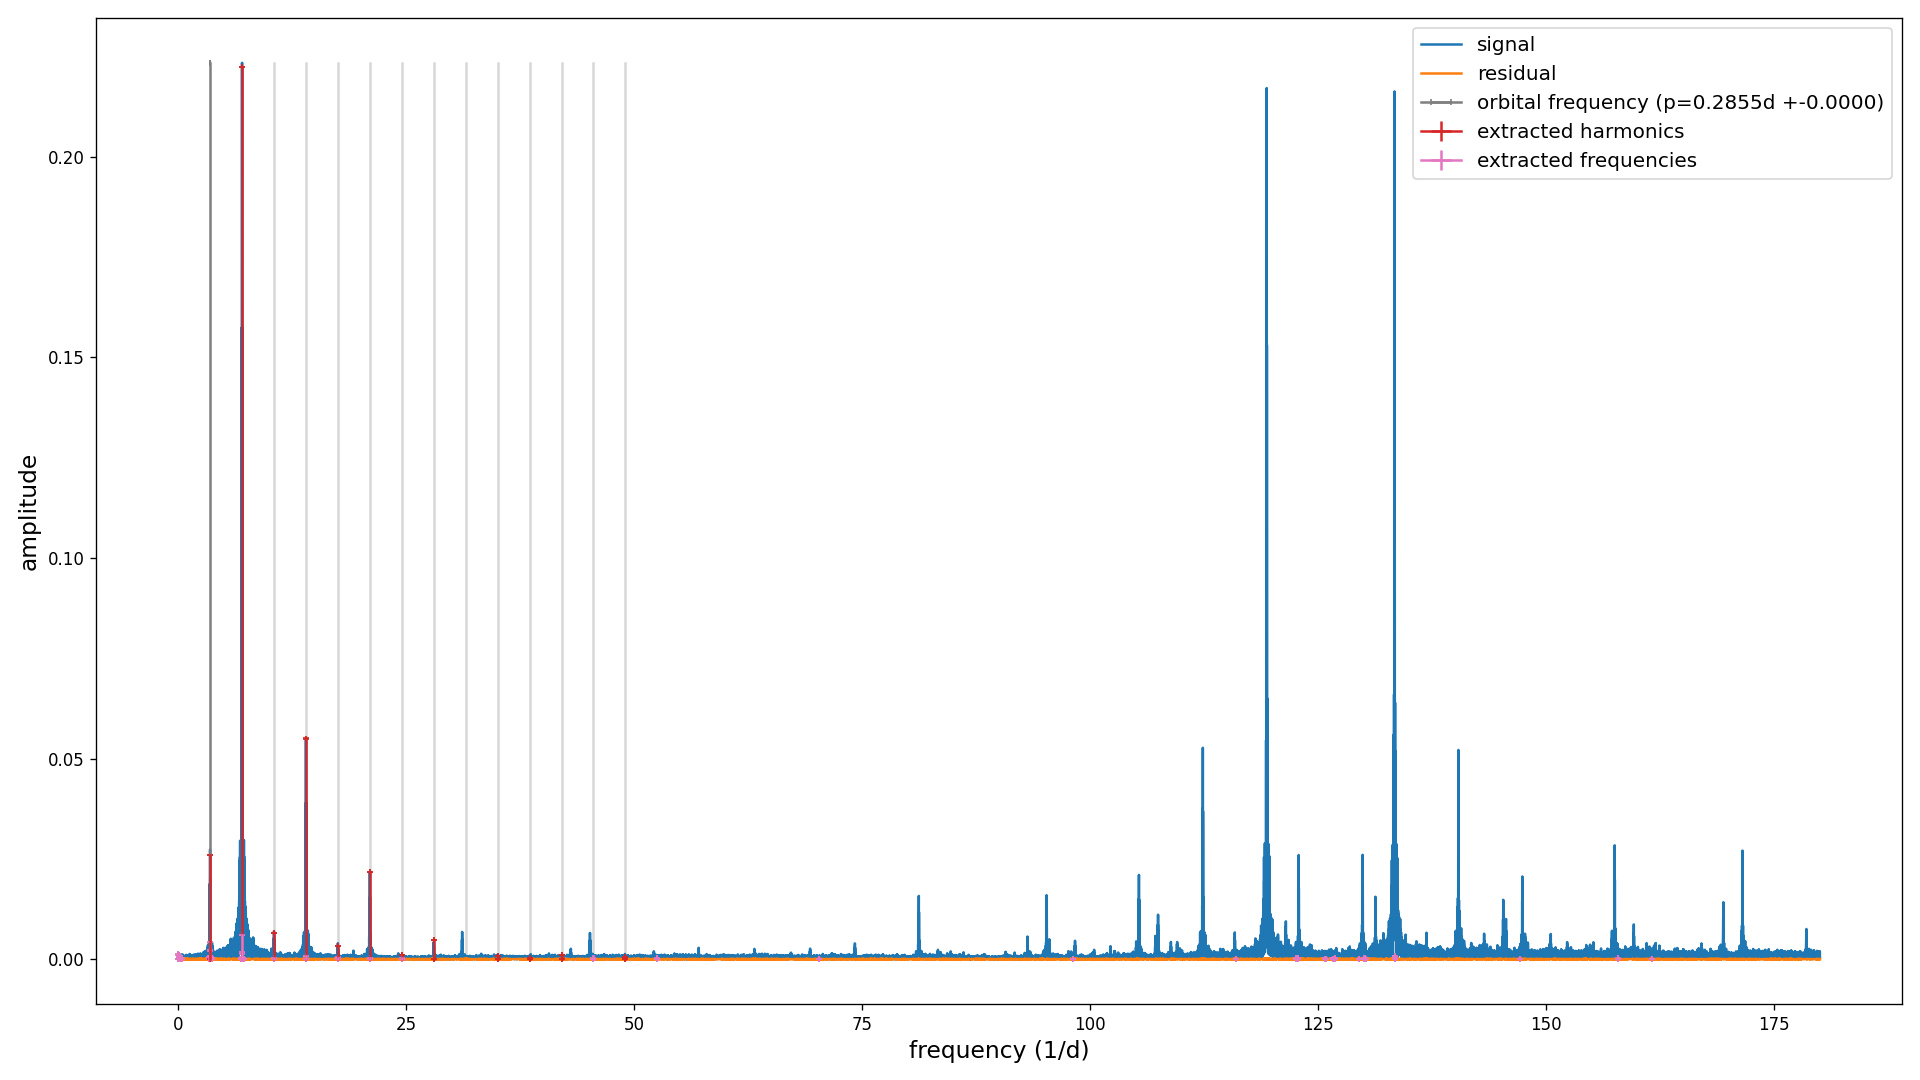 signal
residual
orbital frequency (p=0.2855d +-0.0000)
extracted harmonics
extracted frequencies
amplitude
0.20
0.15
0.10
0.05
0.00
0 25 50 75 100 125 150 175
frequency (1/d)